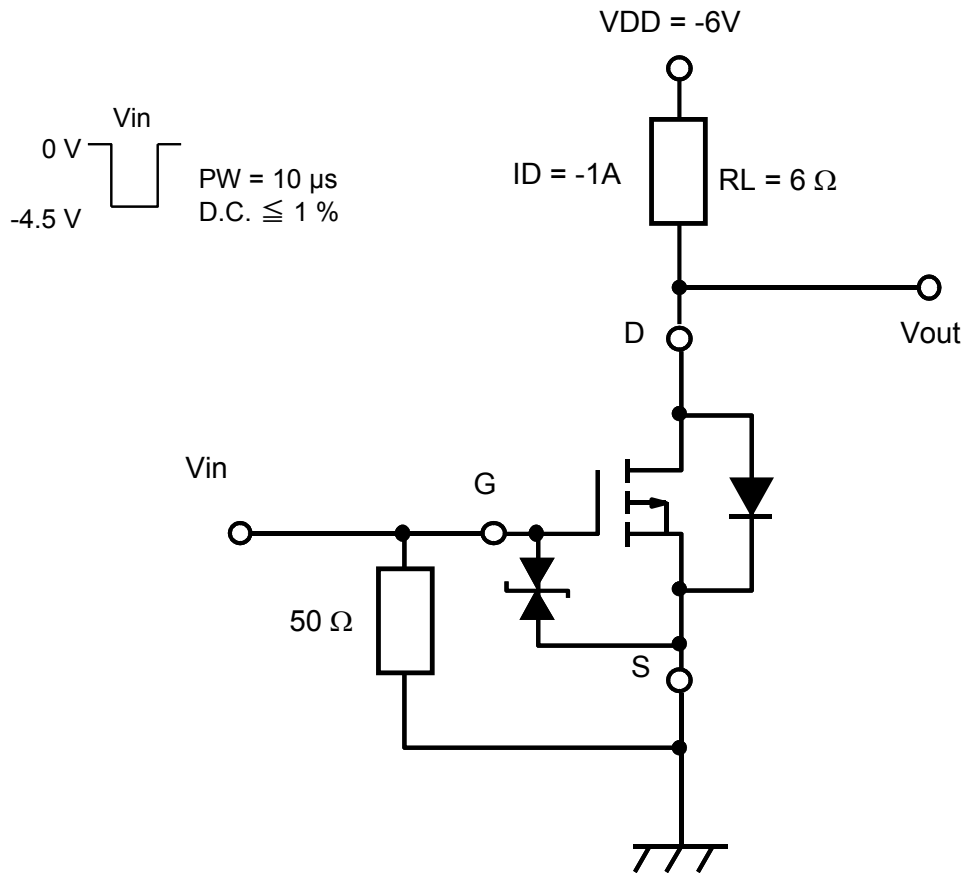 VDD = -6V
Vin
0 V
-4.5 V
PW = 10 μs
D.C. ≦ 1 %
ID = -1A
RL = 6 Ω
D
Vout
Vin
G
50 Ω
S